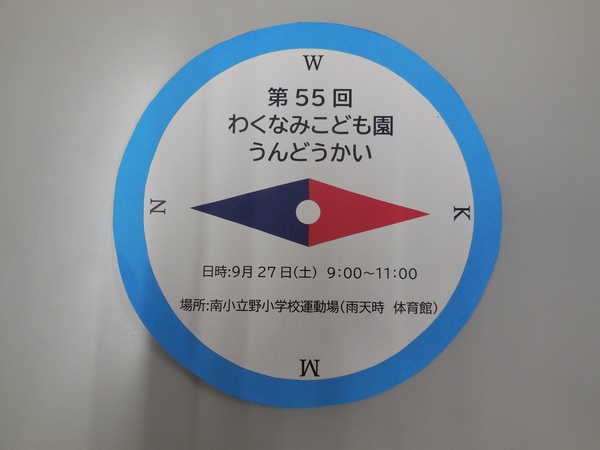 W
第55回
わくなみこども園
うんどうかい
N
K
日時:9月27日(土) 9:00～11:00
場所:南小立野小学校運動場(雨天時 体育館)
M